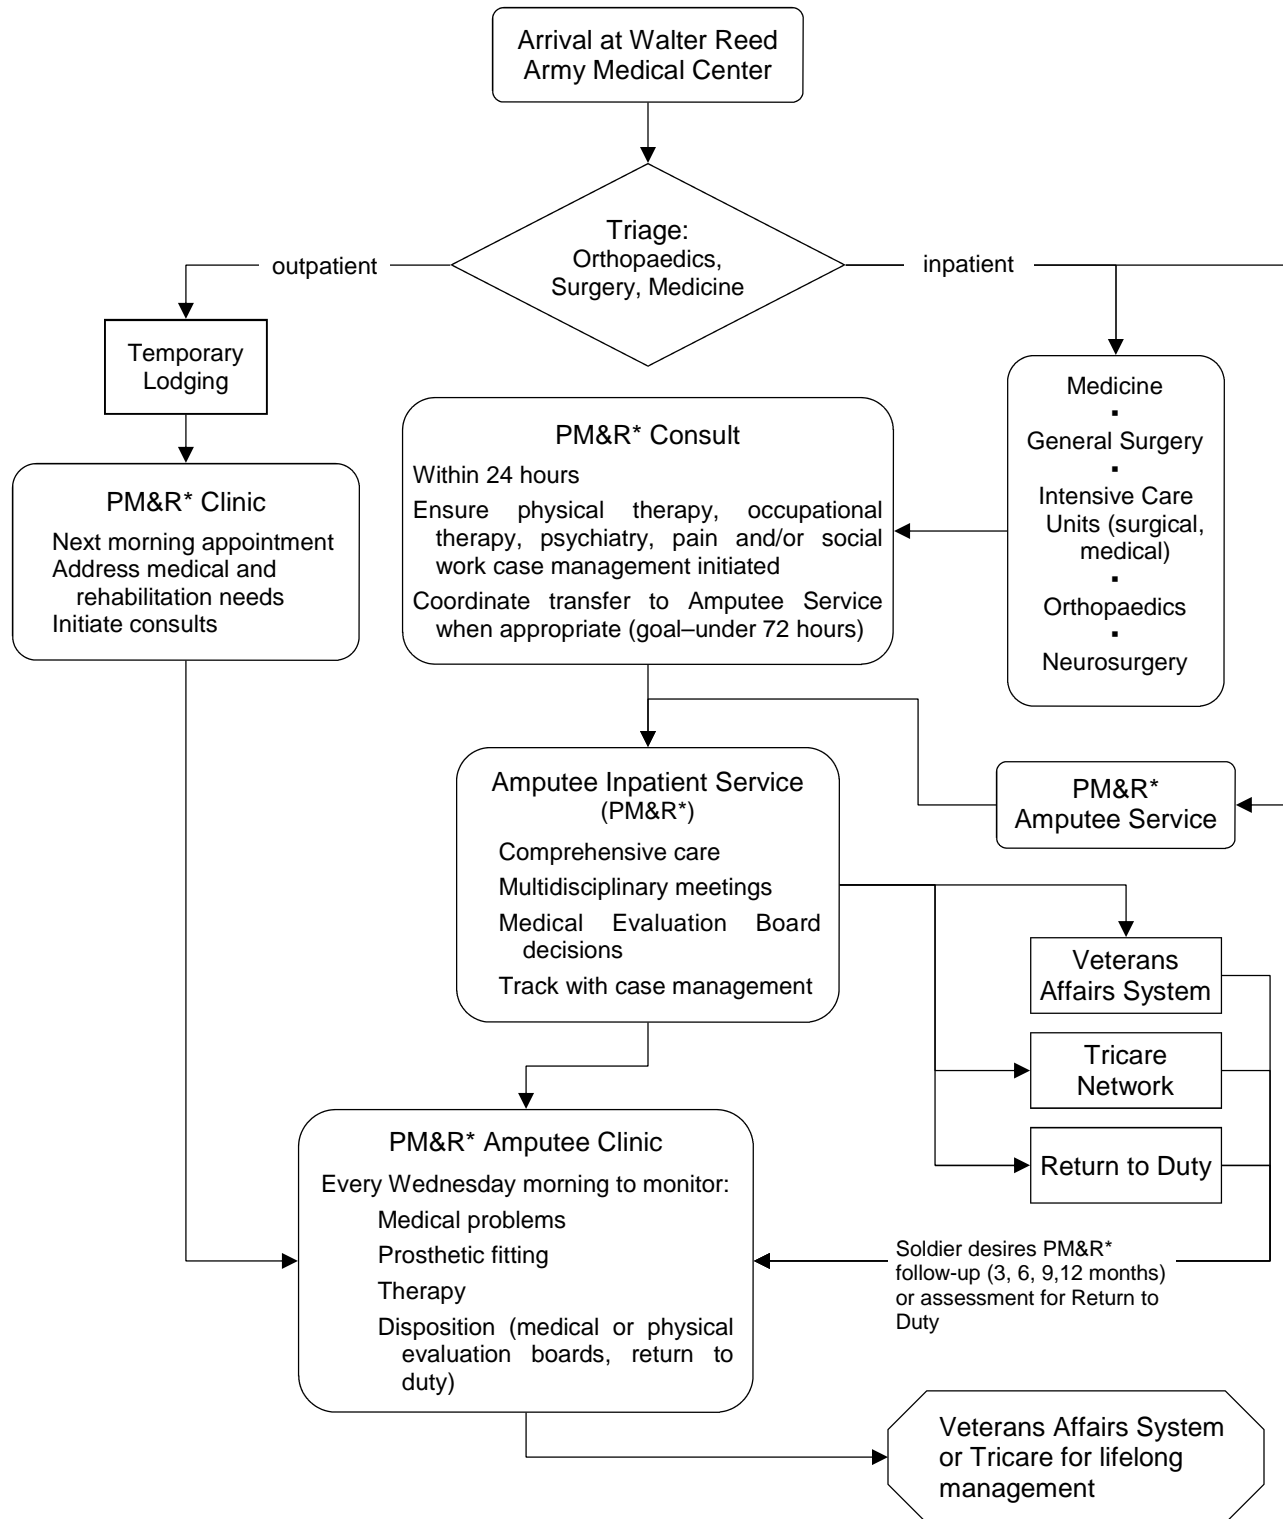 Arrival at Walter Reed
Army Medical Center
Triage:
Orthopaedics,
Surgery, Medicine
outpatient
inpatient
Temporary
Lodging
PM&R* Clinic
Next morning appointment
Address medical and
rehabilitation needs
Initiate consults
PM&R* Consult
Within 24 hours
Ensure physical therapy, occupational
therapy, psychiatry, pain and/or social
work case management initiated
Coordinate transfer to Amputee Service
when appropriate (goal–under 72 hours)
Medicine
▪
General Surgery
▪
Intensive Care
Units (surgical,
medical)
▪
Orthopaedics
▪
Neurosurgery
PM&R*
Amputee Service
Amputee Inpatient Service
(PM&R*)
Comprehensive care
Multidisciplinary meetings
Medical Evaluation Board
decisions
Track with case management
Veterans
Affairs System
Tricare
Network
Return to Duty
Soldier desires PM&R*
follow-up (3, 6, 9,12 months)
or assessment for Return to
Duty
PM&R* Amputee Clinic
Every Wednesday morning to monitor:
Medical problems
Prosthetic fitting
Therapy
Disposition (medical or physical
evaluation boards, return to
duty)
Veterans Affairs System
or Tricare for lifelong
management